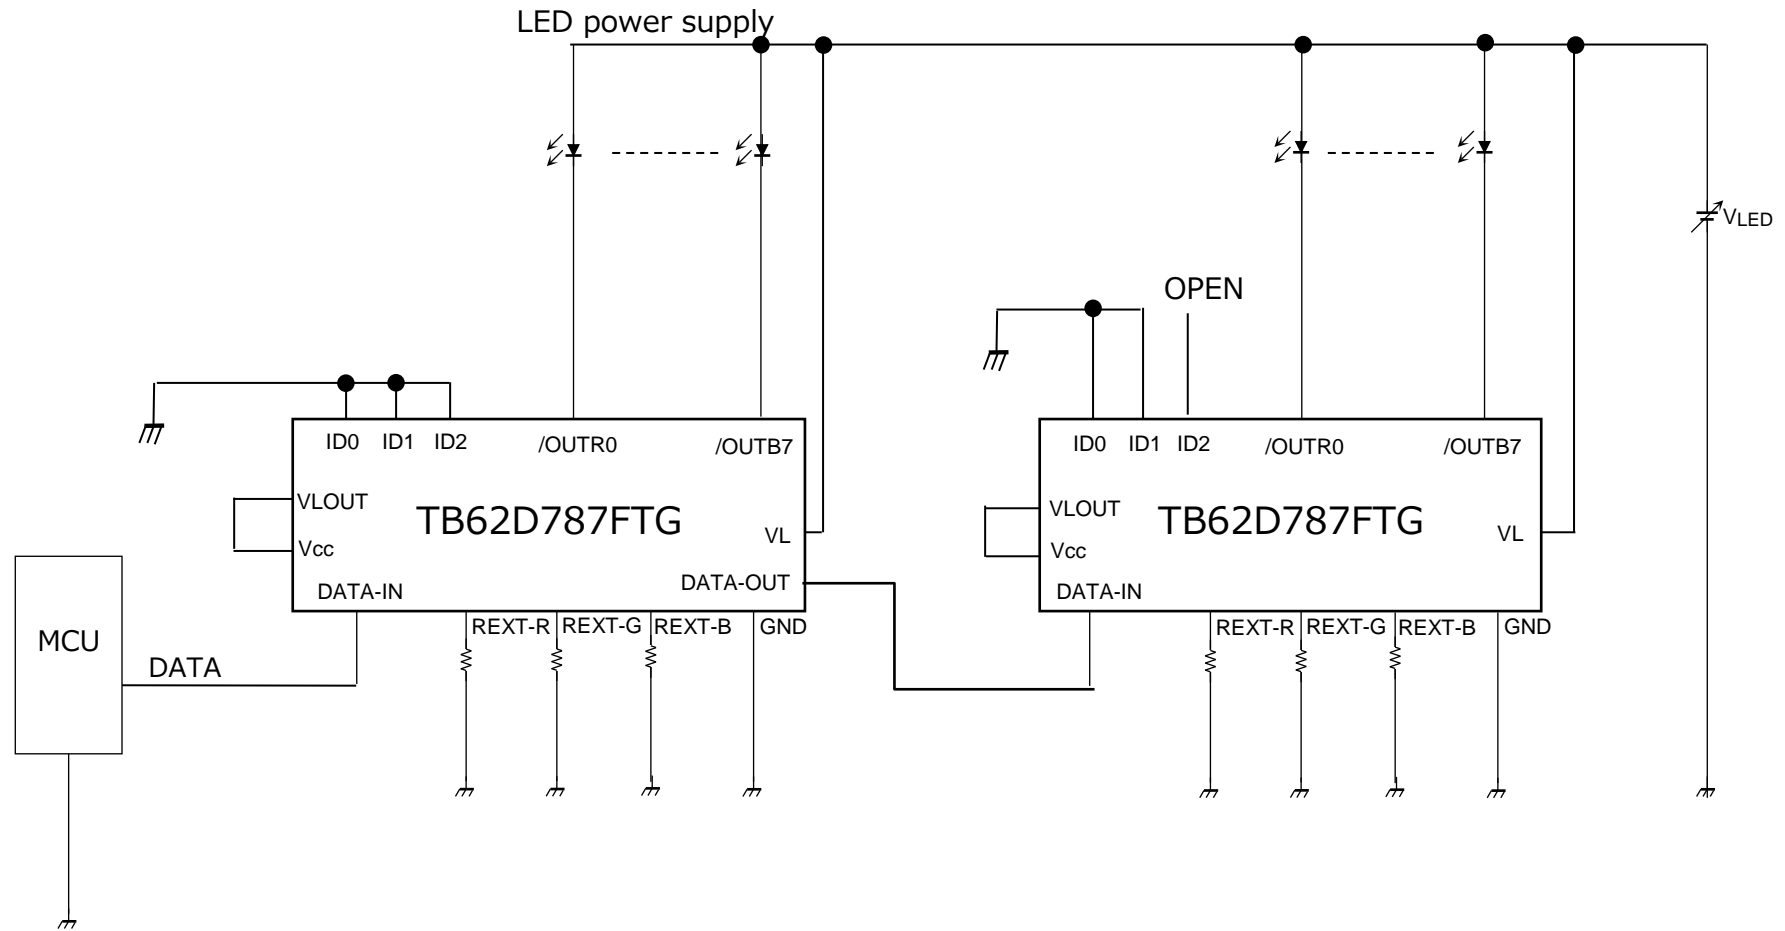 LED power supply
VLED
OPEN
ID0 ID1 ID2 /OUTR0 /OUTB7
VLOUT
TB62D787FTG
VL
Vcc
DATA-OUT
DATA-IN
REXT-R REXT-G REXT-B GND
MCU
DATA
ID0 ID1 ID2 /OUTR0 /OUTB7
VLOUT
TB62D787FTG
VL
Vcc
DATA-IN
REXT-R REXT-G REXT-B GND